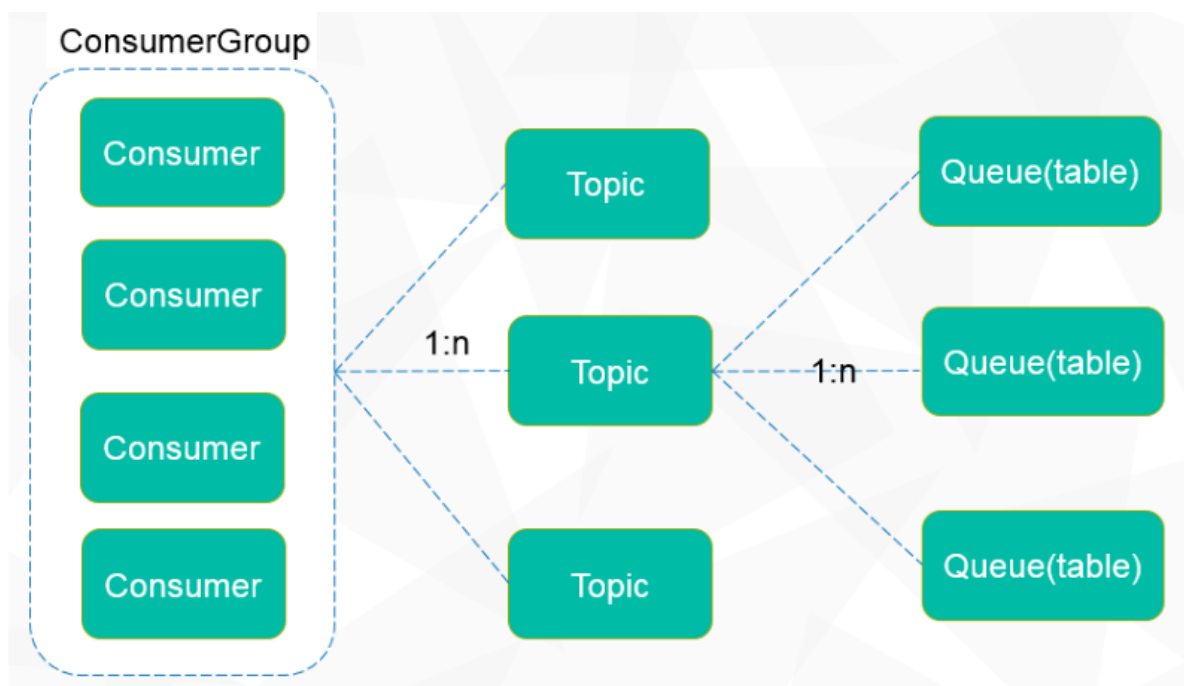 ConsumerGroup
Consumer
Consumer
Consumer
Consumer
1:n
Topic
Topic
Topic
1:n
Queue(table)
Queue(table)
Queue(table)